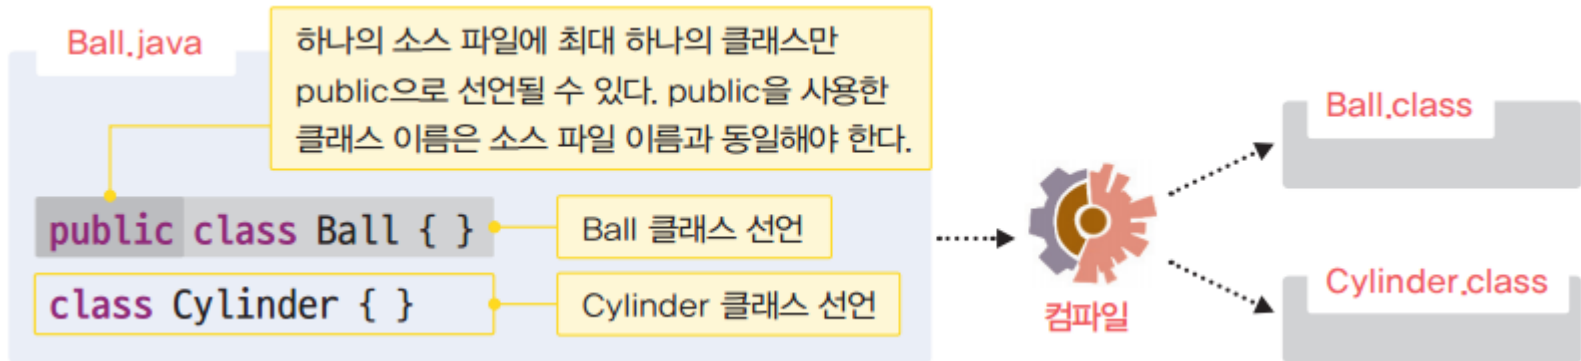 Ball.java
하나의 소스 파일에 최대 하나의 클래스만
public으로 선언될 수 있다. public을 사용한
클래스 이름은 소스 파일 이름과 동일해야 한다.
public class Ball { }
Ball 클래스 선언
class Cylinder { }
Cylinder 클래스 선언
컴파일
Ball.class
Cylinder.class